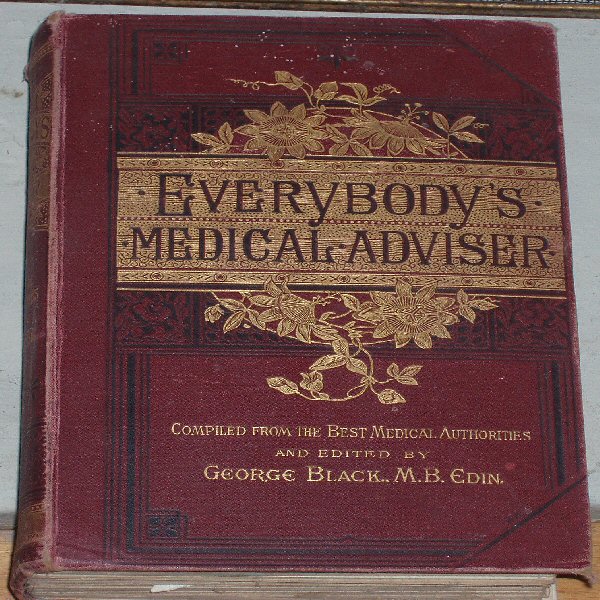 · EVERYBODY'S ·
· MEDICAL · ADVISER ·
COMPILED FROM THE BEST MEDICAL AUTHORITIES
AND EDITED BY
GEORGE BLACK, M.B. EDIN.